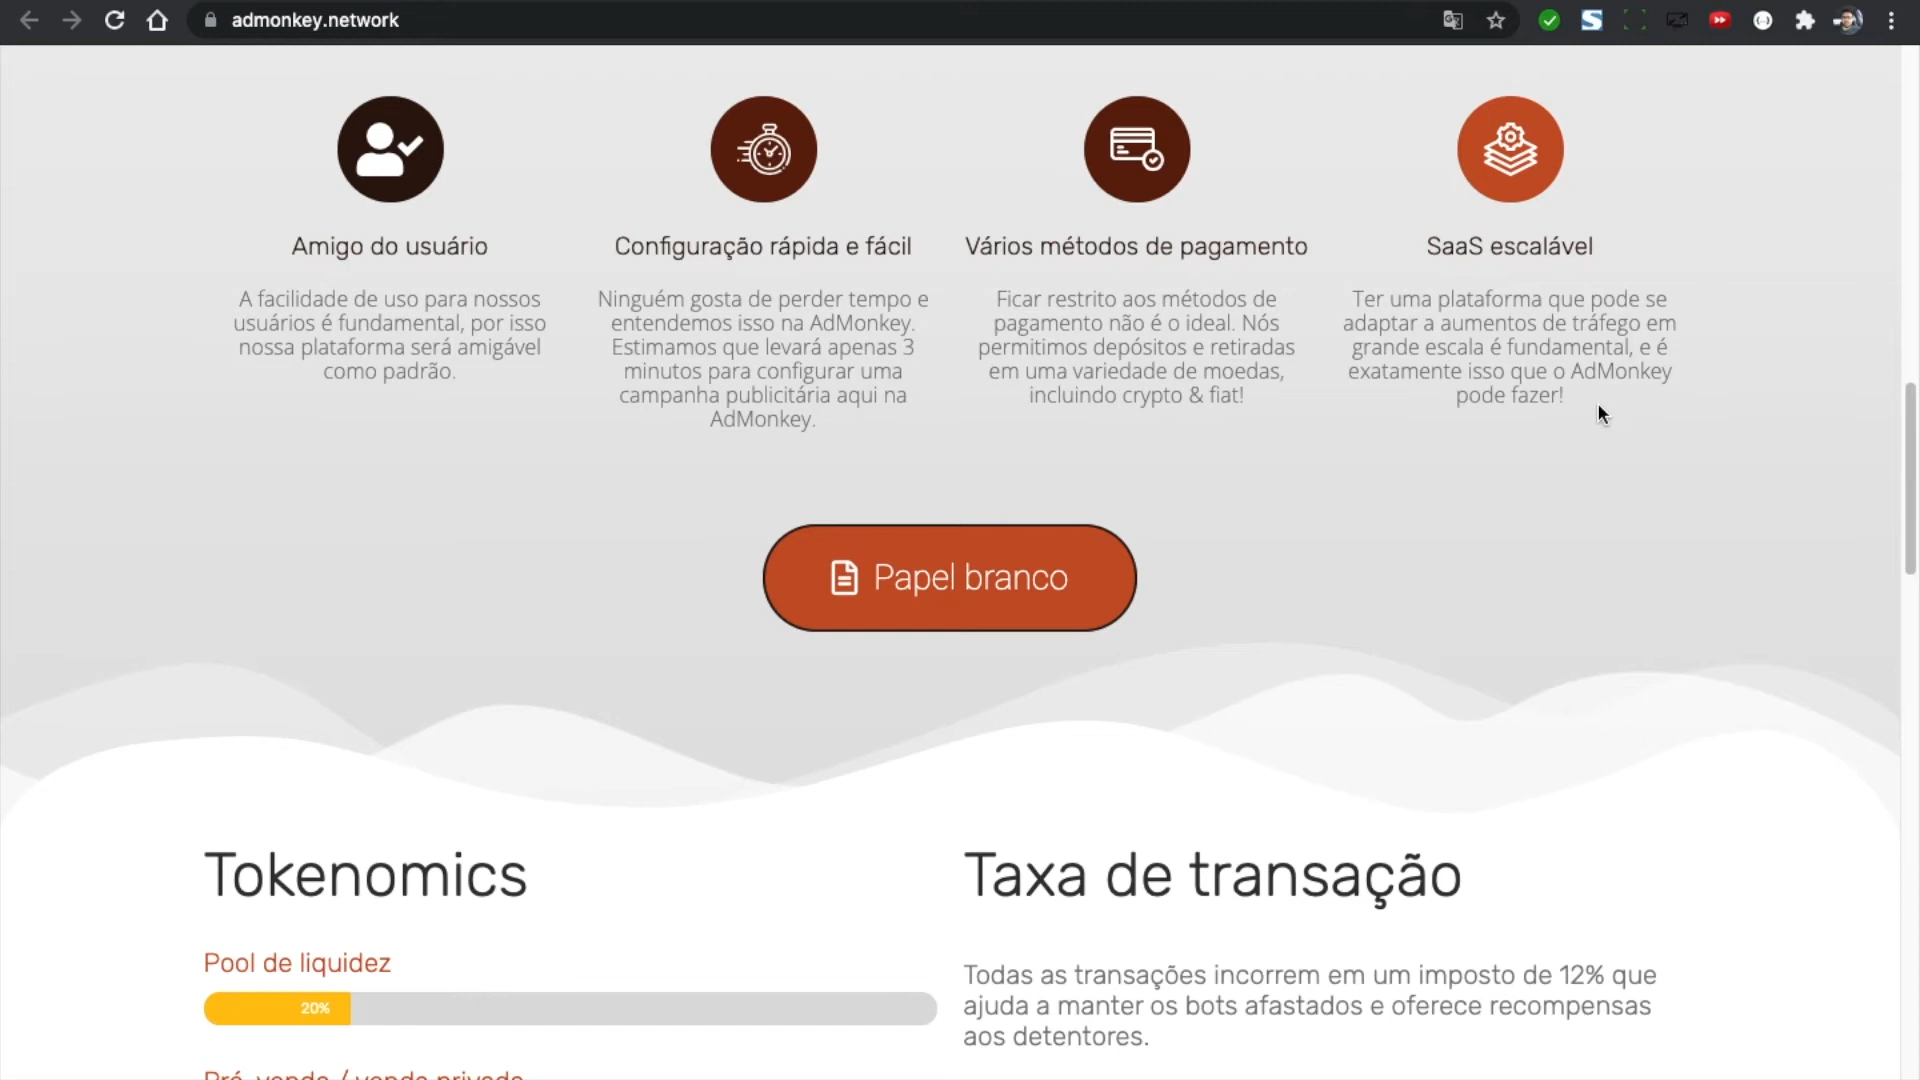 admonkey.network
Amigo do usuário
A facilidade de uso para nossos
usuários é fundamental, por isso
nossa plataforma será amigável
como padrão.
Configuração rápida e fácil
Ninguém gosta de perder tempo e
entendemos isso na AdMonkey.
Estimamos que levará apenas 3
minutos para configurar uma
campanha publicitária aqui na
AdMonkey.
Vários métodos de pagamento
Ficar restrito aos métodos de
pagamento não é o ideal. Nós
permitimos depósitos e retiradas
em uma variedade de moedas,
incluindo crypto & fiat!
SaaS escalável
Ter uma plataforma que pode se
adaptar a aumentos de tráfego em
grande escala é fundamental, e é
exatamente isso que o AdMonkey
pode fazer!
Papel branco
Tokenomics
Pool de liquidez
20%
Pré-venda / venda privada
Taxa de transação
Todas as transações incorrem em um imposto de 12% que
ajuda a manter os bots afastados e oferece recompensas
aos detentores.